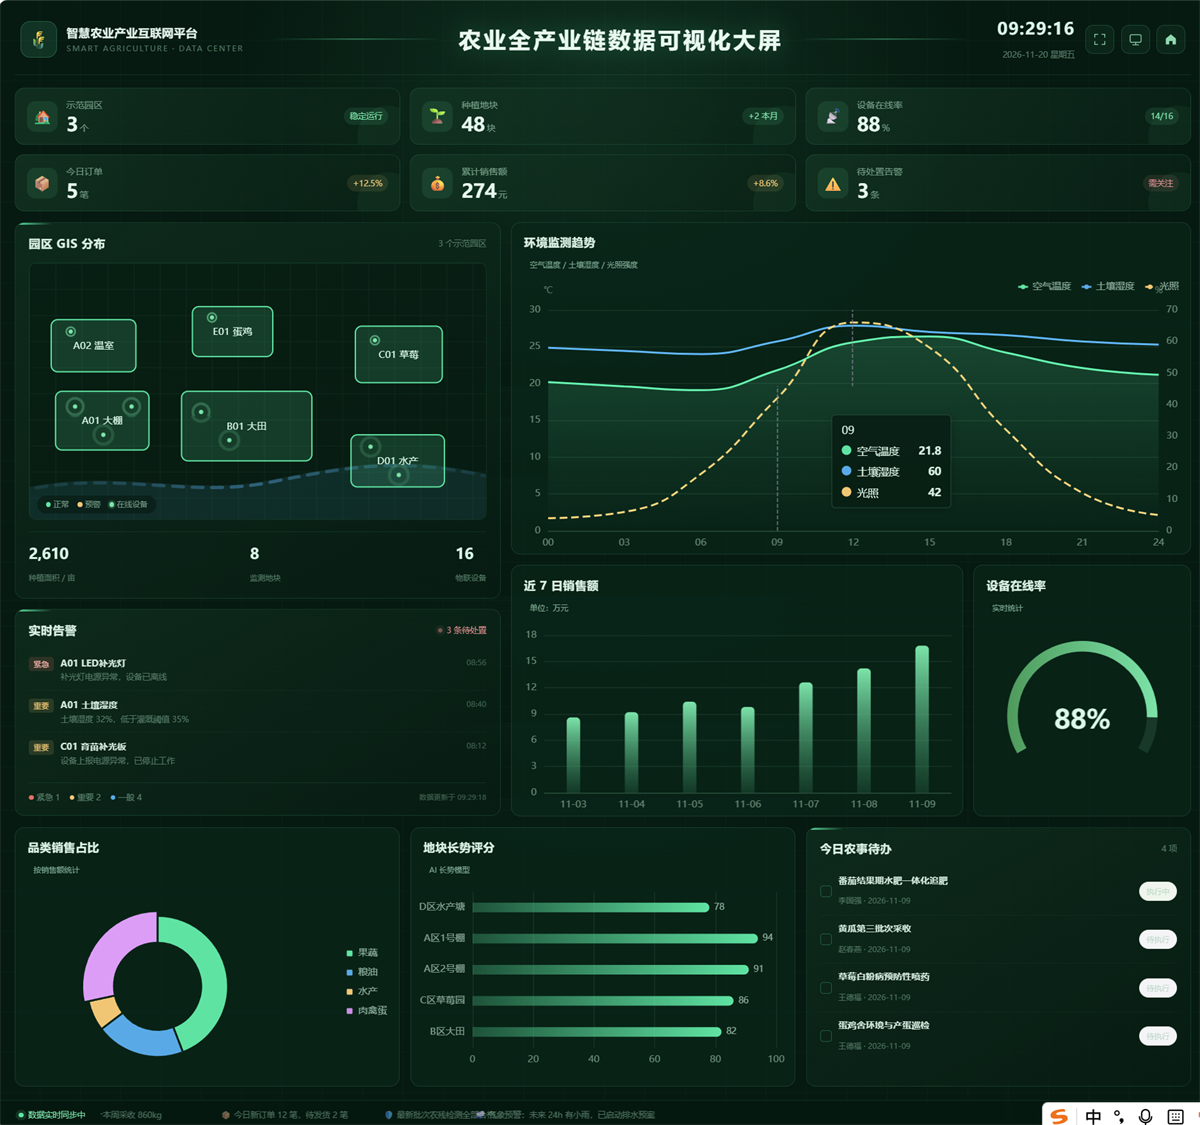 智慧农业产业互联网平台
SMART AGRICULTURE · DATA CENTER
农业全产业链数据可视化大屏
09:29:16
2026-11-20 星期五
示范园区
3 个
稳定运行
种植地块
48 块
+2 本月
设备在线率
88 %
14/16
今日订单
5 笔
+12.5%
累计销售额
274 元
+8.6%
待处置告警
3 条
需关注
园区 GIS 分布
3 个示范园区
A02 温室
E01 蛋鸡
C01 草莓
A01 大棚
B01 大田
D01 水产
正常 预警 在线设备
2,610
种植面积 / 亩
8
监测地块
16
物联设备
环境监测趋势
空气温度 / 土壤湿度 / 光照强度
空气温度 土壤湿度 光照
℃
30
25
20
15
10
5
0
70
60
50
40
30
20
10
0
00 03 06 09 12 15 18 21 24
09
空气温度 21.8
土壤湿度 60
光照 42
实时告警
3 条待处置
紧急 A01 LED补光灯 08:56
补光灯电源异常，设备已离线
重要 A01 土壤湿度 08:40
土壤湿度 32%，低于灌溉阈值 35%
重要 C01 育苗补光板 08:12
设备上报电源异常，已停止工作
紧急 1 重要 2 一般 4
数据更新于 09:29:18
近 7 日销售额
单位：万元
18
15
12
9
6
3
0
11-03 11-04 11-05 11-06 11-07 11-08 11-09
设备在线率
实时统计
88%
品类销售占比
按销售额统计
果蔬
粮油
水产
肉禽蛋
地块长势评分
AI 长势模型
D区水产塘 78
A区1号棚 94
A区2号棚 91
C区草莓园 86
B区大田 82
0 20 40 60 80 100
今日农事待办
4 项
番茄结果期水肥一体化追肥
李国强 · 2026-11-09
执行中
黄瓜第三批次采收
赵春燕 · 2026-11-09
待执行
草莓白粉病预防性喷药
王德福 · 2026-11-09
待执行
蛋鸡舍环境与产蛋巡检
王德福 · 2026-11-09
待执行
数据实时同步中
本周采收 860kg
今日新订单 12 笔，待发货 2 笔
最新批次农残检测全部
气象预警：未来 24h 有小雨，已启动排水预案
中